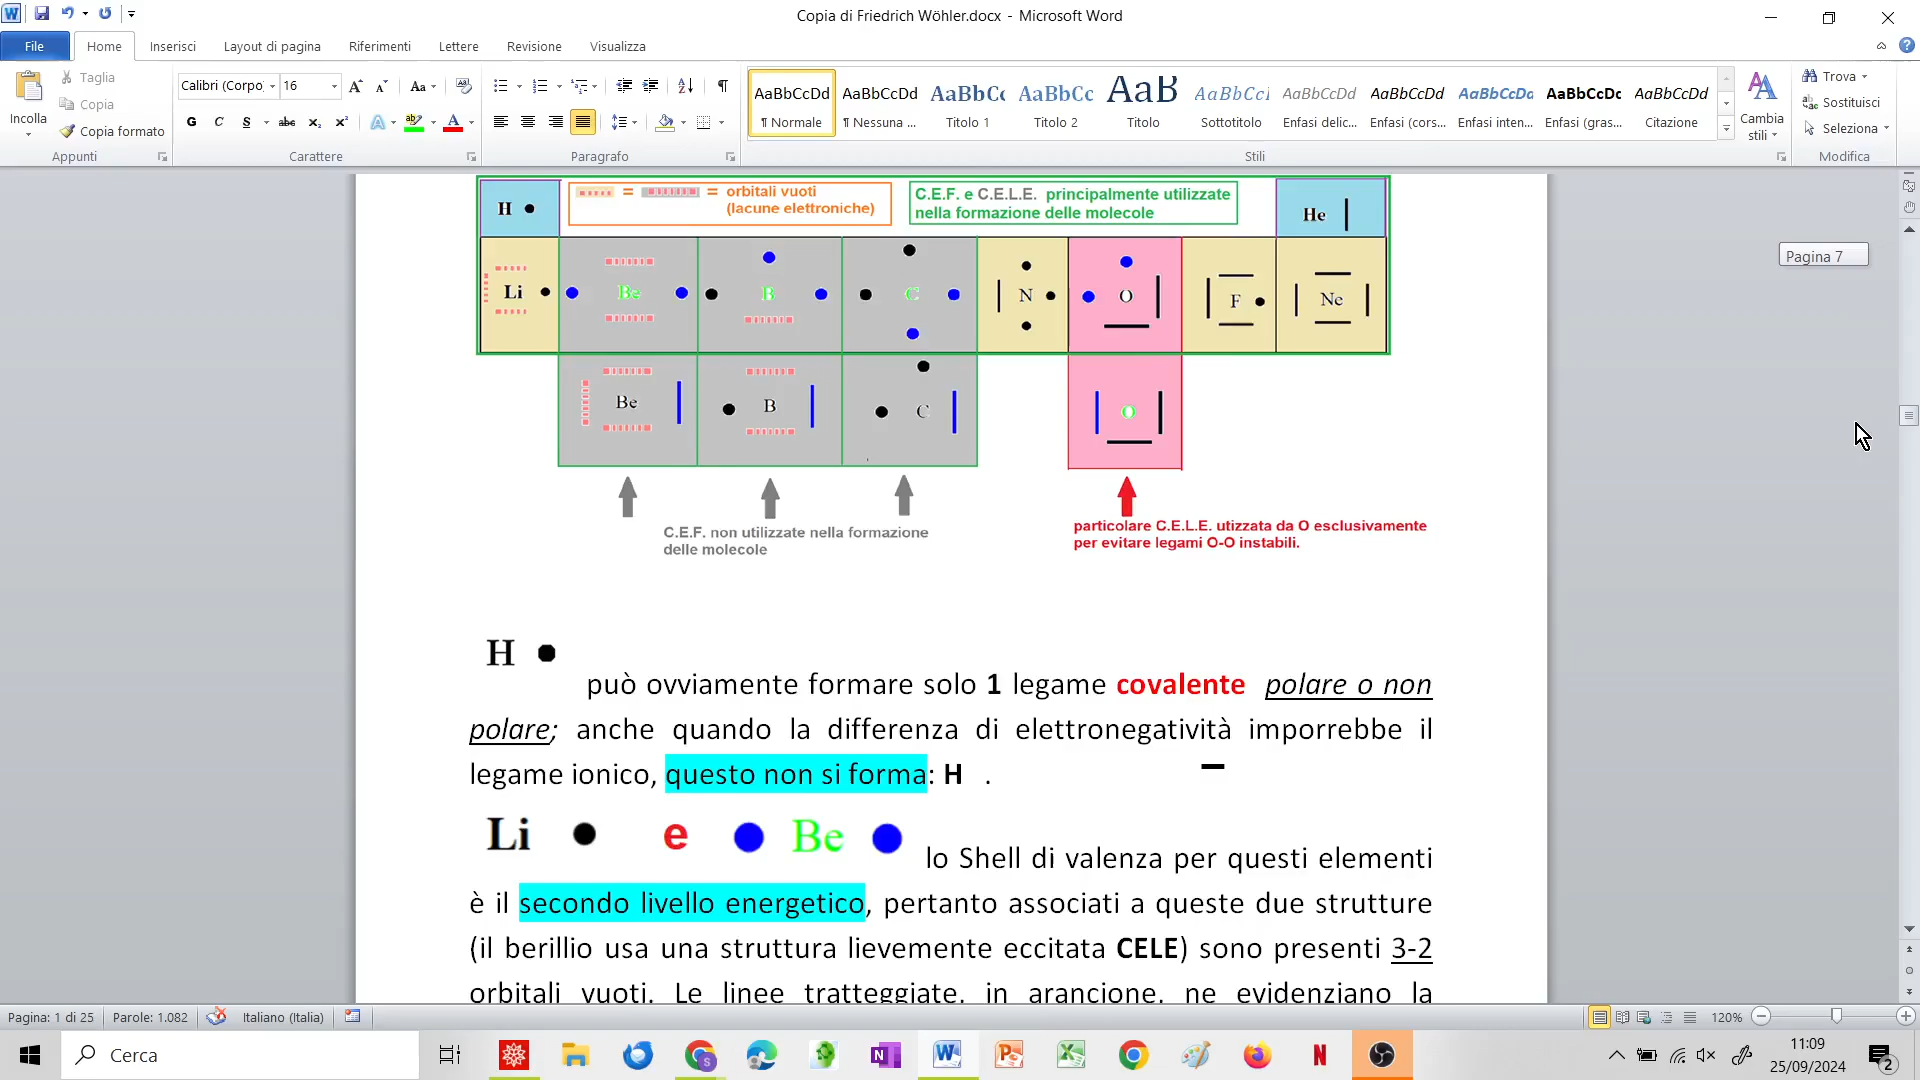 Copia di Friedrich Wöhler.docx - Microsoft Word
File Home Inserisci Layout di pagina Riferimenti Lettere Revisione Visualizza
Incolla
Taglia
Copia
Copia formato
Appunti
Calibri (Corpo) 16
G C S abc x₂ x²
Aa
Carattere
Paragrafo
AaBbCcDd AaBbCcDd AaBbCc AaBbCc AaB AaBbCcI AaBbCcDd AaBbCcDd AaBbCcDd AaBbCcDc AaBbCcDd
¶ Normale ¶ Nessuna ... Titolo 1 Titolo 2 Titolo Sottotitolo Enfasi delic... Enfasi (cors... Enfasi inten... Enfasi (gras... Citazione
Cambia stili
Stili
Trova
Sostituisci
Seleziona
Modifica
Pagina 7
H
= = orbitali vuoti
(lacune elettroniche)
C.E.F. e C.E.L.E. principalmente utilizzate
nella formazione delle molecole
He
Li Be B C N O F Ne
Be B C O
C.E.F. non utilizzate nella formazione
delle molecole
particolare C.E.L.E. utizzata da O esclusivamente
per evitare legami O-O instabili.
H
può ovviamente formare solo 1 legame covalente polare o non
polare; anche quando la differenza di elettronegatività imporrebbe il
legame ionico, questo non si forma: H .
Li e Be lo Shell di valenza per questi elementi
è il secondo livello energetico, pertanto associati a queste due strutture
(il berillio usa una struttura lievemente eccitata CELE) sono presenti 3-2
orbitali vuoti. Le linee tratteggiate, in arancione, ne evidenziano la
Pagina: 1 di 25 Parole: 1.082 Italiano (Italia) 120%
Cerca
11:09
25/09/2024
2